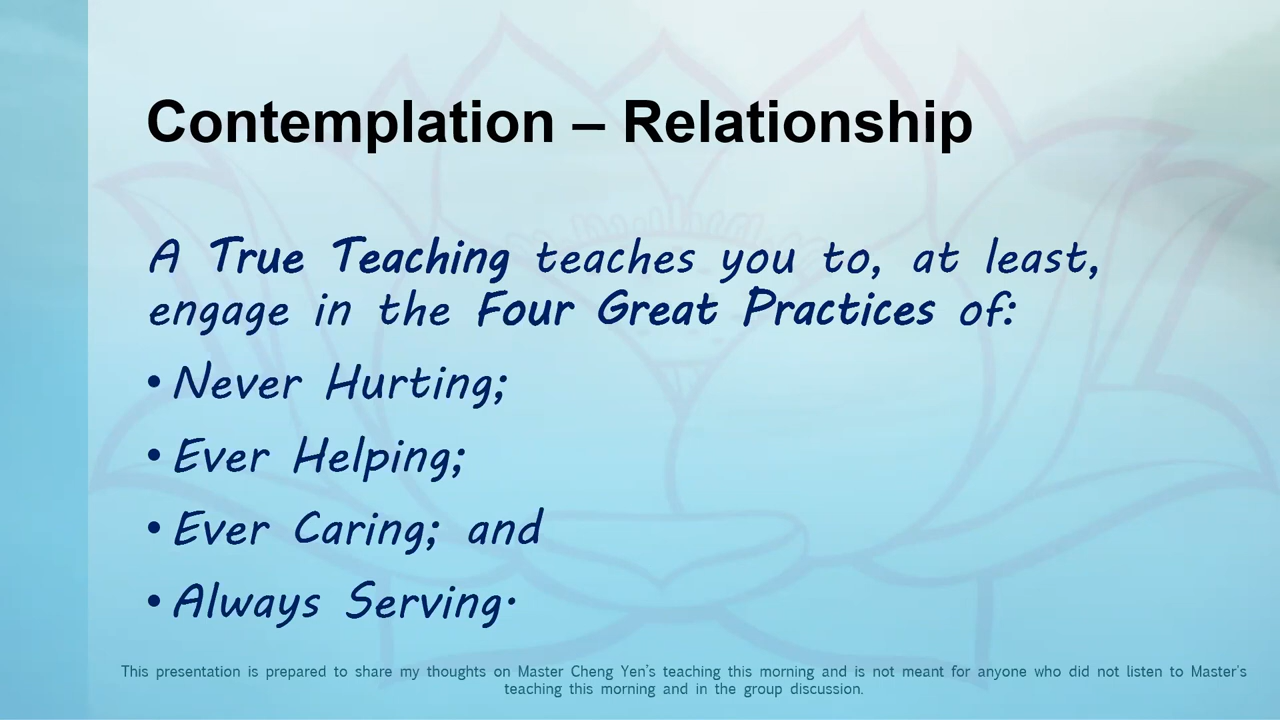 Contemplation – Relationship
A True Teaching teaches you to, at least,
engage in the Four Great Practices of:
• Never Hurting;
• Ever Helping;
• Ever Caring; and
• Always Serving.
This presentation is prepared to share my thoughts on Master Cheng Yen's teaching this morning and is not meant for anyone who did not listen to Master's
teaching this morning and in the group discussion.